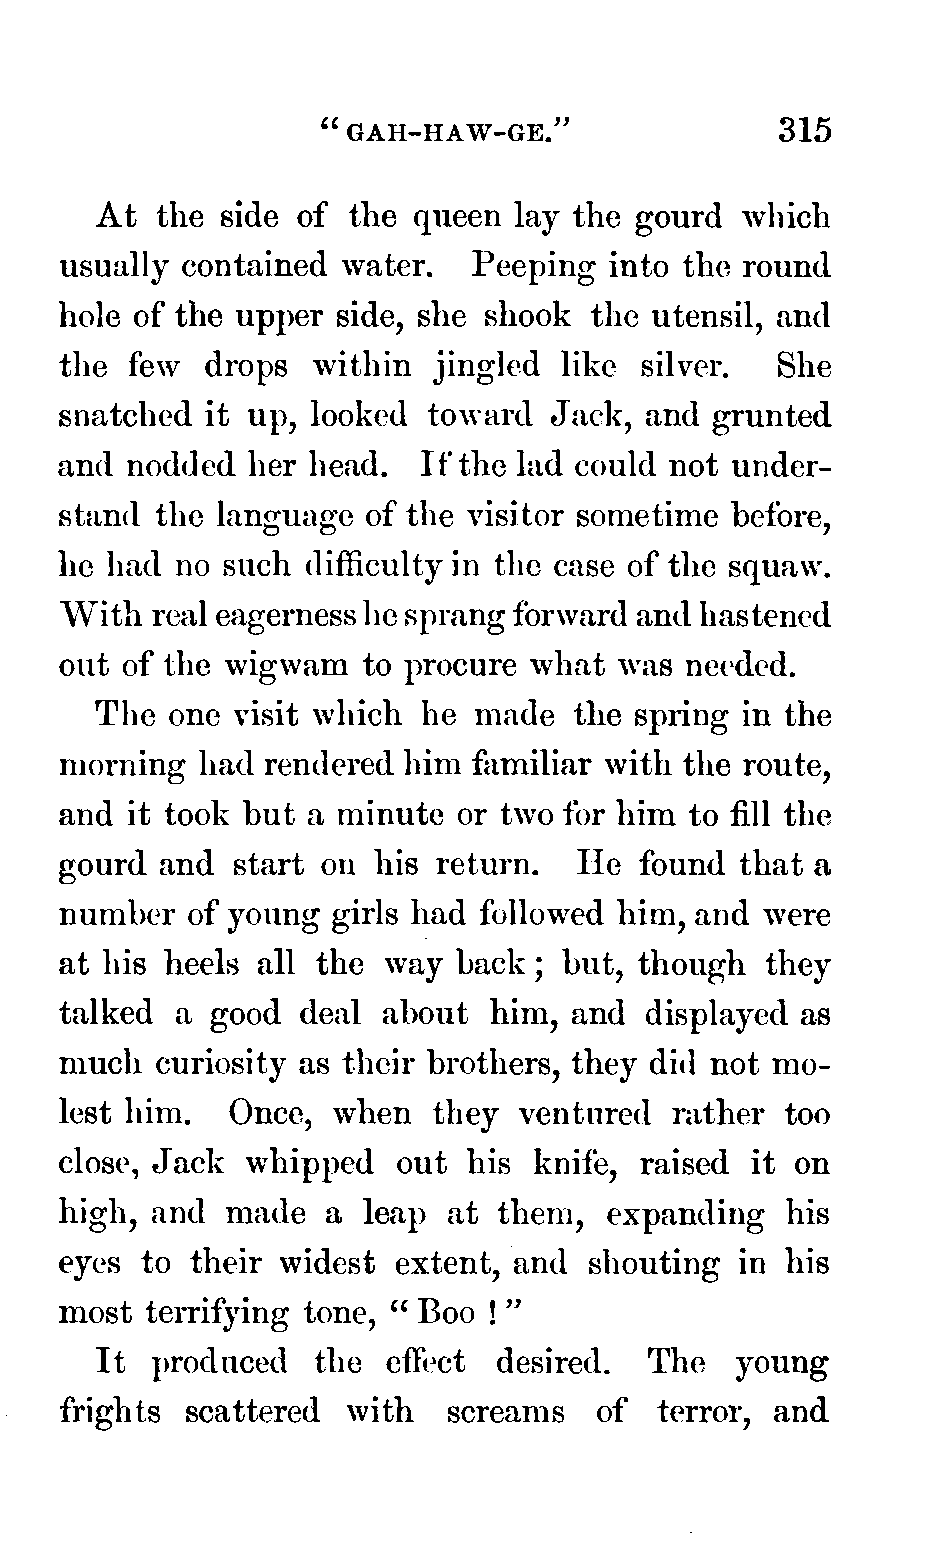 “GAH-HAW-GE.” 315
At the side of the queen lay the gourd which
usually contained water. Peeping into the round
hole of the upper side, she shook the utensil, and
the few drops within jingled like silver. She
snatched it up, looked toward Jack, and grunted
and nodded her head. If the lad could not under-
stand the language of the visitor sometime before,
he had no such difficulty in the case of the squaw.
With real eagerness he sprang forward and hastened
out of the wigwam to procure what was needed.
The one visit which he made the spring in the
morning had rendered him familiar with the route,
and it took but a minute or two for him to fill the
gourd and start on his return. He found that a
number of young girls had followed him, and were
at his heels all the way back; but, though they
talked a good deal about him, and displayed as
much curiosity as their brothers, they did not mo-
lest him. Once, when they ventured rather too
close, Jack whipped out his knife, raised it on
high, and made a leap at them, expanding his
eyes to their widest extent, and shouting in his
most terrifying tone, “Boo!”
It produced the effect desired. The young
frights scattered with screams of terror, and